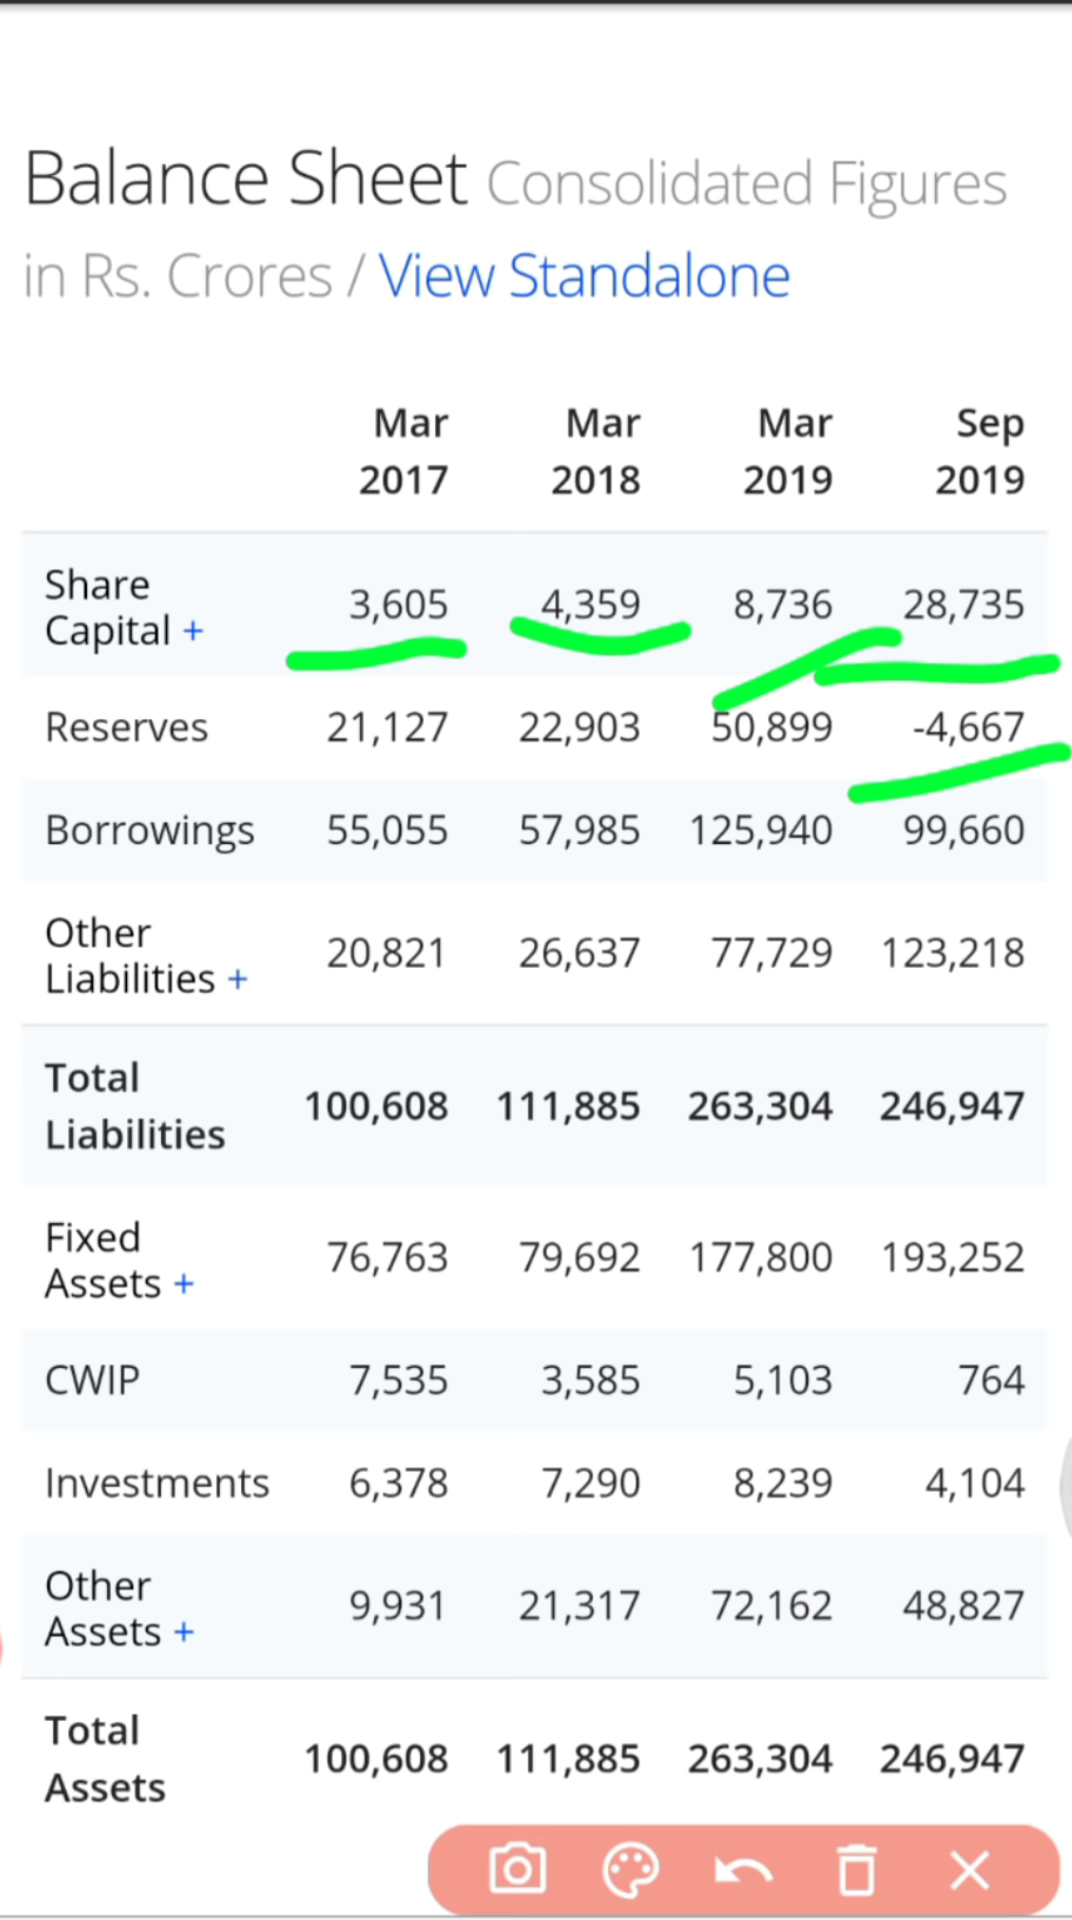 Balance Sheet Consolidated Figures
in Rs. Crores / View Standalone
Mar Mar Mar Sep
2017 2018 2019 2019
Share
Capital + 3,605 4,359 8,736 28,735
Reserves 21,127 22,903 50,899 -4,667
Borrowings 55,055 57,985 125,940 99,660
Other
Liabilities + 20,821 26,637 77,729 123,218
Total
Liabilities 100,608 111,885 263,304 246,947
Fixed
Assets + 76,763 79,692 177,800 193,252
CWIP 7,535 3,585 5,103 764
Investments 6,378 7,290 8,239 4,104
Other
Assets + 9,931 21,317 72,162 48,827
Total
Assets 100,608 111,885 263,304 246,947